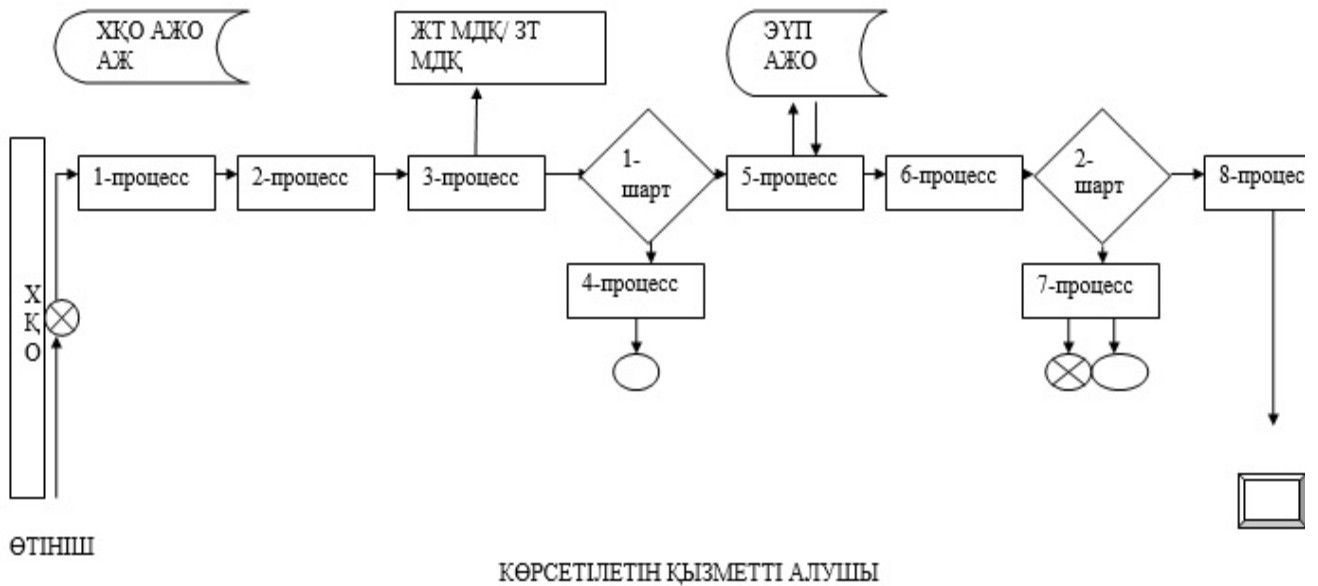 ХҚО АЖО
АЖ
ЖТ МДҚ/ ЗТ
МДҚ
ЭҮП
АЖО
1-процесс
2-процесс
3-процесс
1-
шарт
5-процесс
6-процесс
2-
шарт
8-процес
4-процесс
7-процесс
Х
Қ
О
ӨТІНІШ
КӨРСЕТІЛЕТІН ҚЫЗМЕТТІ АЛУШЫ